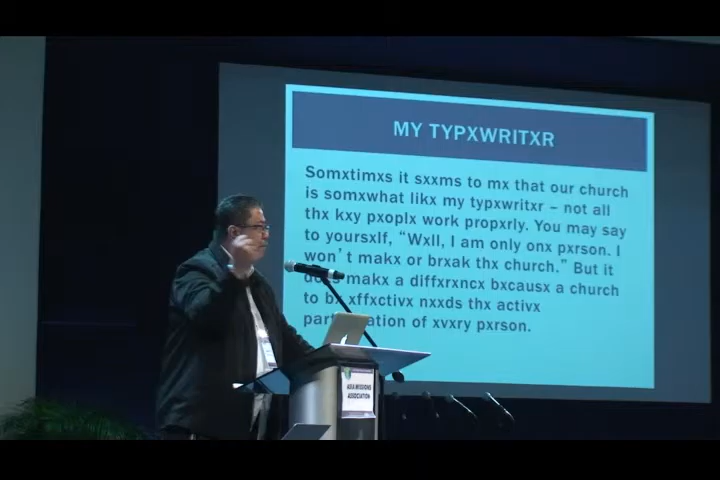 MY TYPXWRITXR
Somxtimxs it sxxms to mx that our church
is somxwhat likx my typxwritxr – not all
thx kxy pxoplx work propxrly. You may say
to yoursxlf, “Wxll, I am only onx pxrson. I
won’t makx or brxak thx church.” But it
makx a diffxrxncx bxcausx a church
to xffxctivx nxxds thx activx
of xvxry pxrson.
ASIA MISSIONS
ASSOCIATION